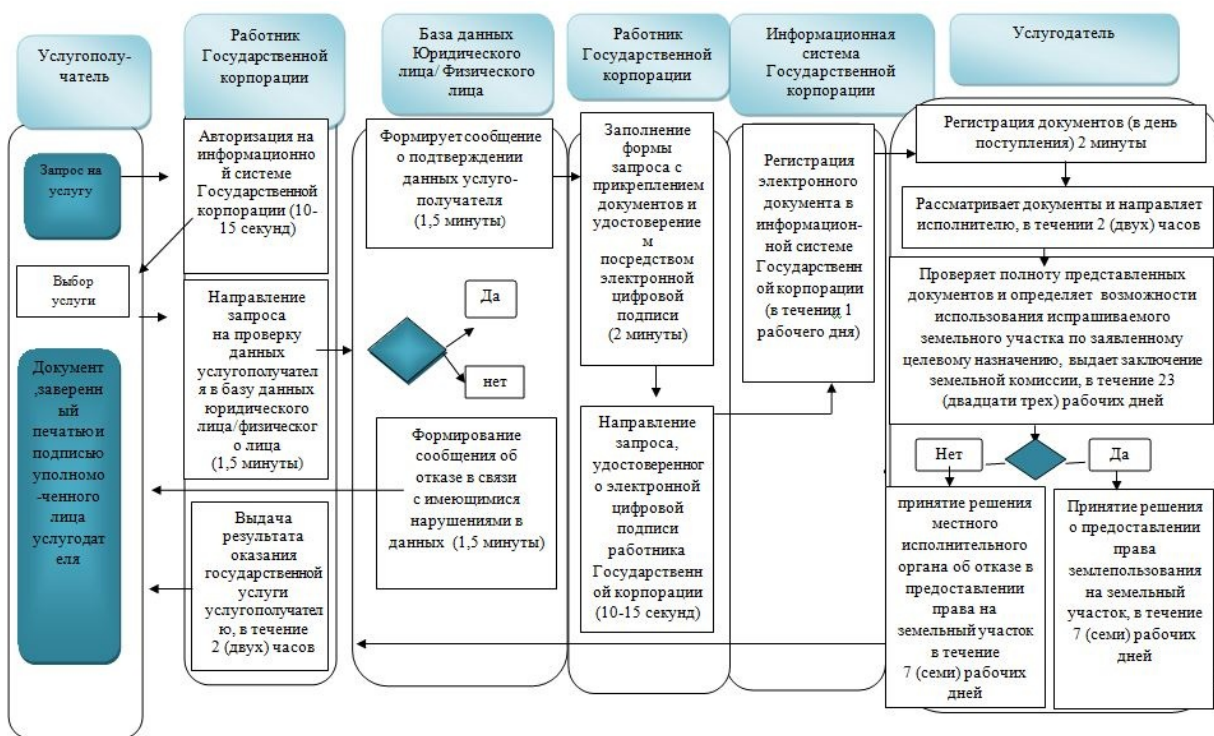 Услугополу-
чатель
Работник
Государственной
корпорации
База данных
Юридического
лица/ Физического
лица
Работник
Государственной
корпорации
Информационная
система
Государственной
корпорации
Услугодатель
Запрос на
услугу
Выбор
услуги
Документ
,заверен
ный
печатью и
подписью
уполномо
-ченного
лица
услугодат
еля
Авторизация на
информационно
й системе
Государственной
корпорации (10-
15 секунд)
Направление
запроса
на проверку
данных
услугополучател
я в базу данных
юридического
лица/физическог
о лица
(1,5 минуты)
Выдача
результата
оказания
государственной
услуги
услугополучател
ю, в течение
2 (двух) часов
Формирует сообщение
о подтверждении
данных услуго-
получателя
(1,5 минуты)
Да
нет
Формирование
сообщения об
отказе в связи
с имеющимися
нарушениями в
данных (1,5 минуты)
Заполнение
формы
запроса с
прикреплением
документов и
удостоверение
м
посредством
электронной
цифровой
подписи
(2 минуты)
Направление
запроса,
удостоверенног
о электронной
цифровой
подписи
работника
Государственн
ой корпорации
(10-15 секунд)
Регистрация
электронного
документа в
информацион-
ной системе
Государственн
ой корпорации
(в течении 1
рабочего дня)
Регистрация документов (в день
поступления) 2 минуты
Рассматривает документы и направляет
исполнителю, в течении 2 (двух) часов
Проверяет полноту представленных
документов и определяет возможности
использования испрашиваемого
земельного участка по заявленному
целевому назначению, выдает заключение
земельной комиссии, в течение 23
(двадцати трех) рабочих дней
Нет
Да
принятие решения
местного
исполнительного
органа об отказе в
предоставлении
права на
земельный участок
в течение
7 (семи) рабочих
дней
Принятие решения
о предоставлении
права
землепользования
на земельный
участок, в течение
7 (семи) рабочих
дней